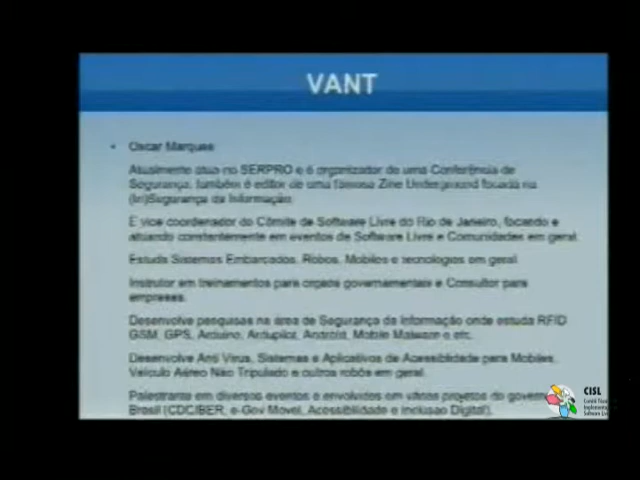 VANT
• Oscar Marques
Atualmente atua no SERPRO e é organizador de uma Conferência de
Segurança, também é editor de uma famosa Zine Underground focada na
(In)Segurança da Informação.
É vice coordenador do Cômite de Software Livre do Rio de Janeiro, focando e
atuando constantemente em eventos de Software Livre e Comunidades em geral.
Estuda Sistemas Embarcados, Robos, Mobiles e tecnologias em geral.
Instrutor em treinamentos para orgãos governamentais e Consultor para
empresas.
Desenvolve pesquisas na área de Segurança da Informação onde estuda RFID
GSM, GPS, Arduino, Ardupilot, Android, Mobile Malware e etc.
Desenvolve Anti Virus, Sistemas e Aplicativos de Acessiblidade para Mobiles,
Veículo Aéreo Não Tripulado e outros robôs em geral.
Palestrante em diversos eventos e envolvidos em vários projetos do governo
Brasil (CDCIBER, e-Gov Movel, Acessibilidade e Inclusao Digital).
CISL